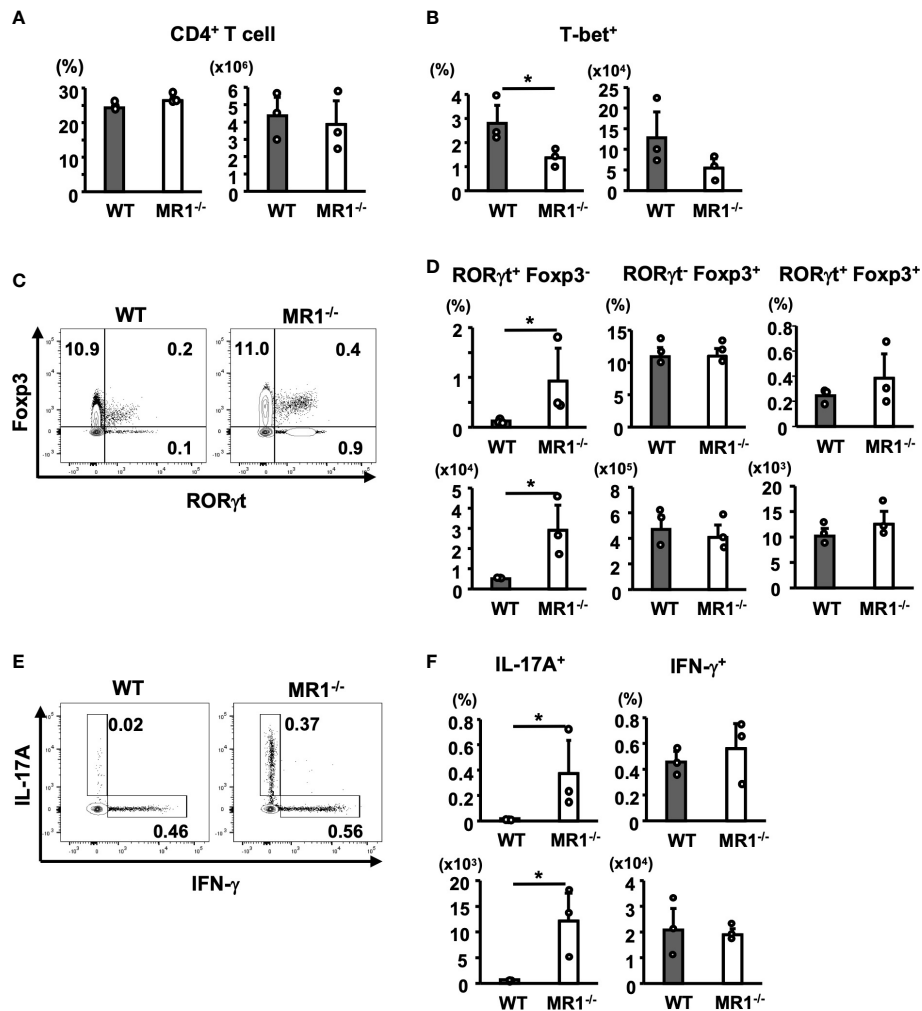 A
CD4⁺ T cell
(%)
30
20
10
0
WT MR1⁻/⁻
(x10⁶)
6
5
4
3
2
1
0
WT MR1⁻/⁻
B
T-bet⁺
(%)
4
3
2
1
0
WT MR1⁻/⁻
(x10⁴)
25
20
15
10
5
0
WT MR1⁻/⁻
C
WT
MR1⁻/⁻
10.9 0.2
0.1
11.0 0.4
0.9
Foxp3
RORγt
D
RORγt⁺ Foxp3⁻
(%)
2
1
0
*
WT MR1⁻/⁻
RORγt⁻ Foxp3⁺
(%)
15
10
5
0
WT MR1⁻/⁻
RORγt⁺ Foxp3⁺
(%)
0.8
0.6
0.4
0.2
0
WT MR1⁻/⁻
(x10⁴)
5
4
3
2
1
0
*
WT MR1⁻/⁻
(x10⁵)
8
6
4
2
0
WT MR1⁻/⁻
(x10³)
20
15
10
5
0
WT MR1⁻/⁻
E
WT
MR1⁻/⁻
0.02
0.46
0.37
0.56
IL-17A
IFN-γ
F
IL-17A⁺
(%)
0.8
0.6
0.4
0.2
0
*
WT MR1⁻/⁻
IFN-γ⁺
(%)
0.8
0.6
0.4
0.2
0
WT MR1⁻/⁻
(x10³)
20
15
10
5
0
*
WT MR1⁻/⁻
(x10⁴)
4
3
2
1
0
WT MR1⁻/⁻